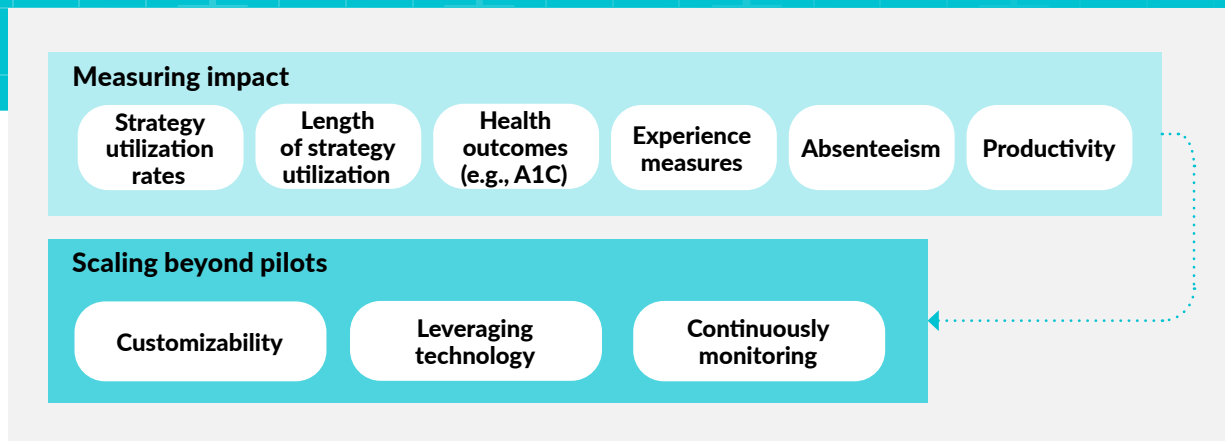 Measuring impact
Strategy
utilization
rates
Length
of strategy
utilization
Health
outcomes
(e.g., A1C)
Experience
measures
Absenteeism
Productivity
Scaling beyond pilots
Customizability
Leveraging
technology
Continuously
monitoring